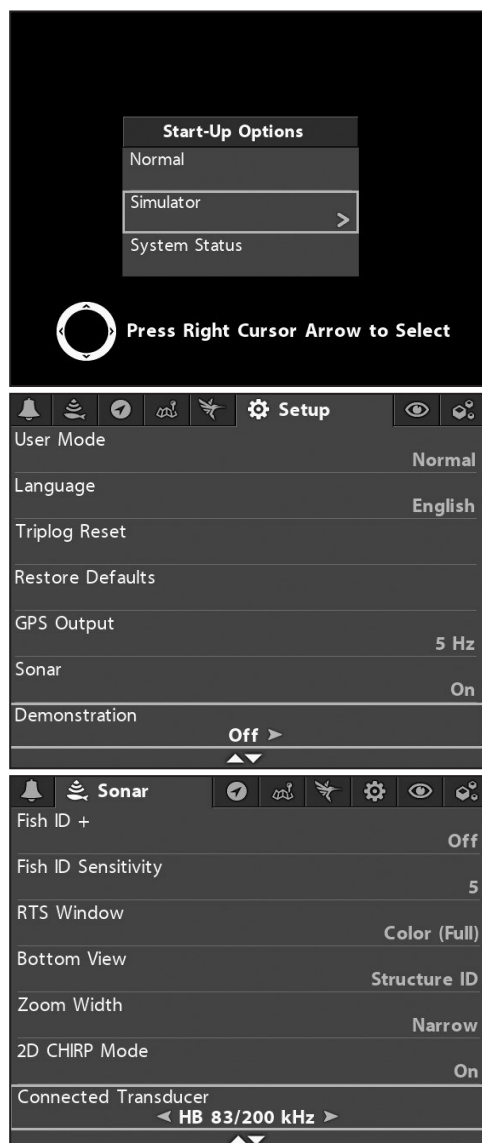 Start-Up Options
Normal
Simulator
>
System Status
Press Right Cursor Arrow to Select
Setup
User Mode
Normal
Language
English
Triplog Reset
Restore Defaults
GPS Output
5 Hz
Sonar
On
Demonstration
Off
Sonar
Fish ID +
Off
Fish ID Sensitivity
5
RTS Window
Color (Full)
Bottom View
Structure ID
Zoom Width
Narrow
2D CHIRP Mode
On
Connected Transducer
HB 83/200 kHz